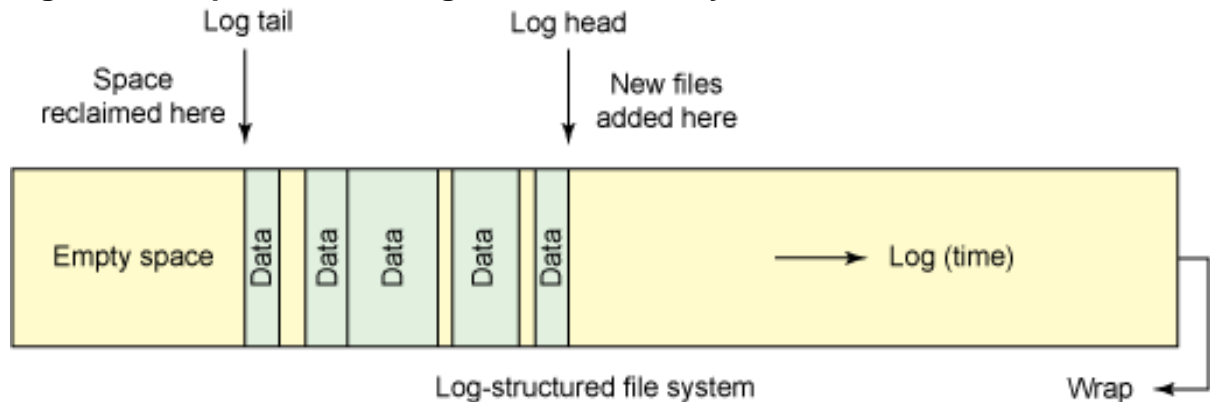 Log tail
Log head
Space
reclaimed here
New files
added here
Empty space
Data
Data
Data
Data
Data
Log (time)
Log-structured file system
Wrap